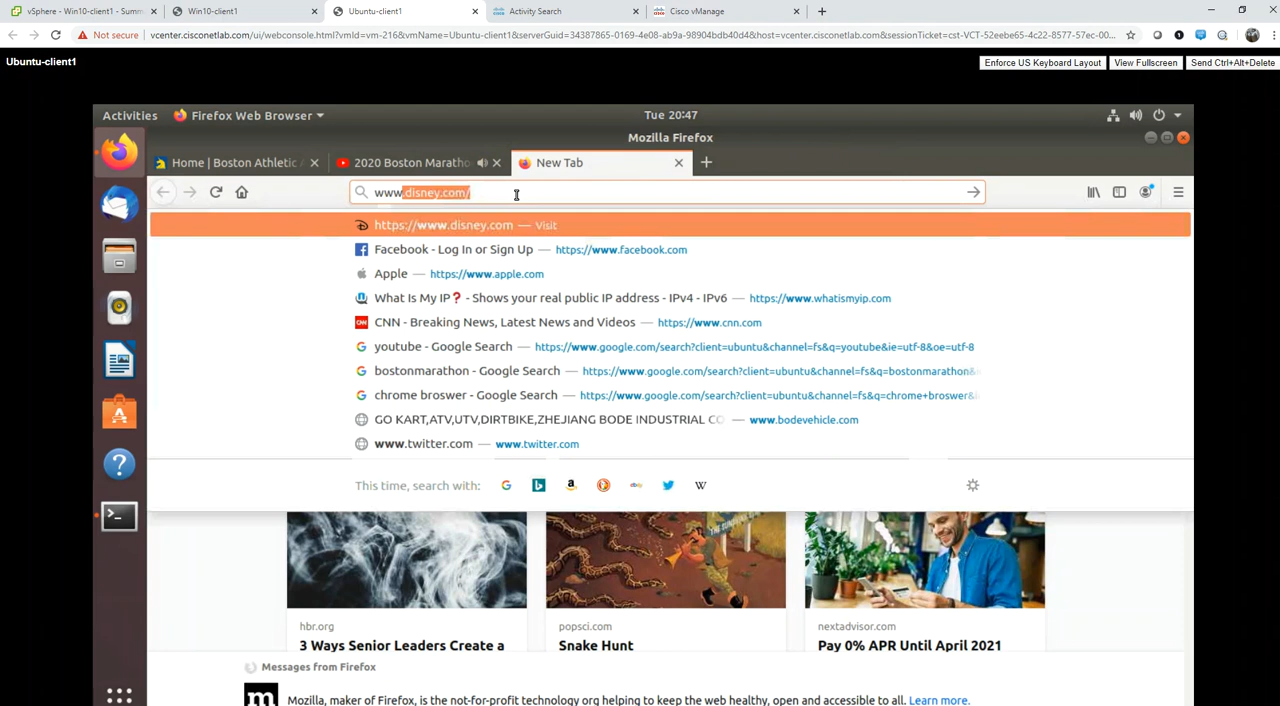 vSphere - Win10-client1 - Summ
Win10-client1
Ubuntu-client1
Activity Search
Cisco vManage
Not secure
vcenter.cisconetlab.com/ui/webconsole.html?vmId=vm-216&vmName=Ubuntu-client1&serverGuid=34387865-0169-4e08-ab9a-98904bdb40d4&host=vcenter.cisconetlab.com&sessionTicket=cst-VCT-52eebe65-4c22-8577-57ec-00...
Ubuntu-client1
Enforce US Keyboard Layout
View Fullscreen
Send Ctrl+Alt+Delete
Activities
Firefox Web Browser
Tue 20:47
Mozilla Firefox
Home | Boston Athletic A
2020 Boston Maratho
New Tab
www.disney.com/
https://www.disney.com — Visit
Facebook - Log In or Sign Up — https://www.facebook.com
Apple — https://www.apple.com
What Is My IP❓ - Shows your real public IP address - IPv4 - IPv6 — https://www.whatismyip.com
CNN - Breaking News, Latest News and Videos — https://www.cnn.com
youtube - Google Search — https://www.google.com/search?client=ubuntu&channel=fs&q=youtube&ie=utf-8&oe=utf-8
bostonmarathon - Google Search — https://www.google.com/search?client=ubuntu&channel=fs&q=bostonmarathon&
chrome broswer - Google Search — https://www.google.com/search?client=ubuntu&channel=fs&q=chrome+broswer&
GO KART,ATV,UTV,DIRTBIKE,ZHEJIANG BODE INDUSTRIAL CO — www.bodevehicle.com
www.twitter.com — www.twitter.com
This time, search with:
hbr.org
3 Ways Senior Leaders Create a
popsci.com
Snake Hunt
nextadvisor.com
Pay 0% APR Until April 2021
Messages from Firefox
Mozilla, maker of Firefox, is the not-for-profit technology org helping to keep the web healthy, open and accessible to all. Learn more.